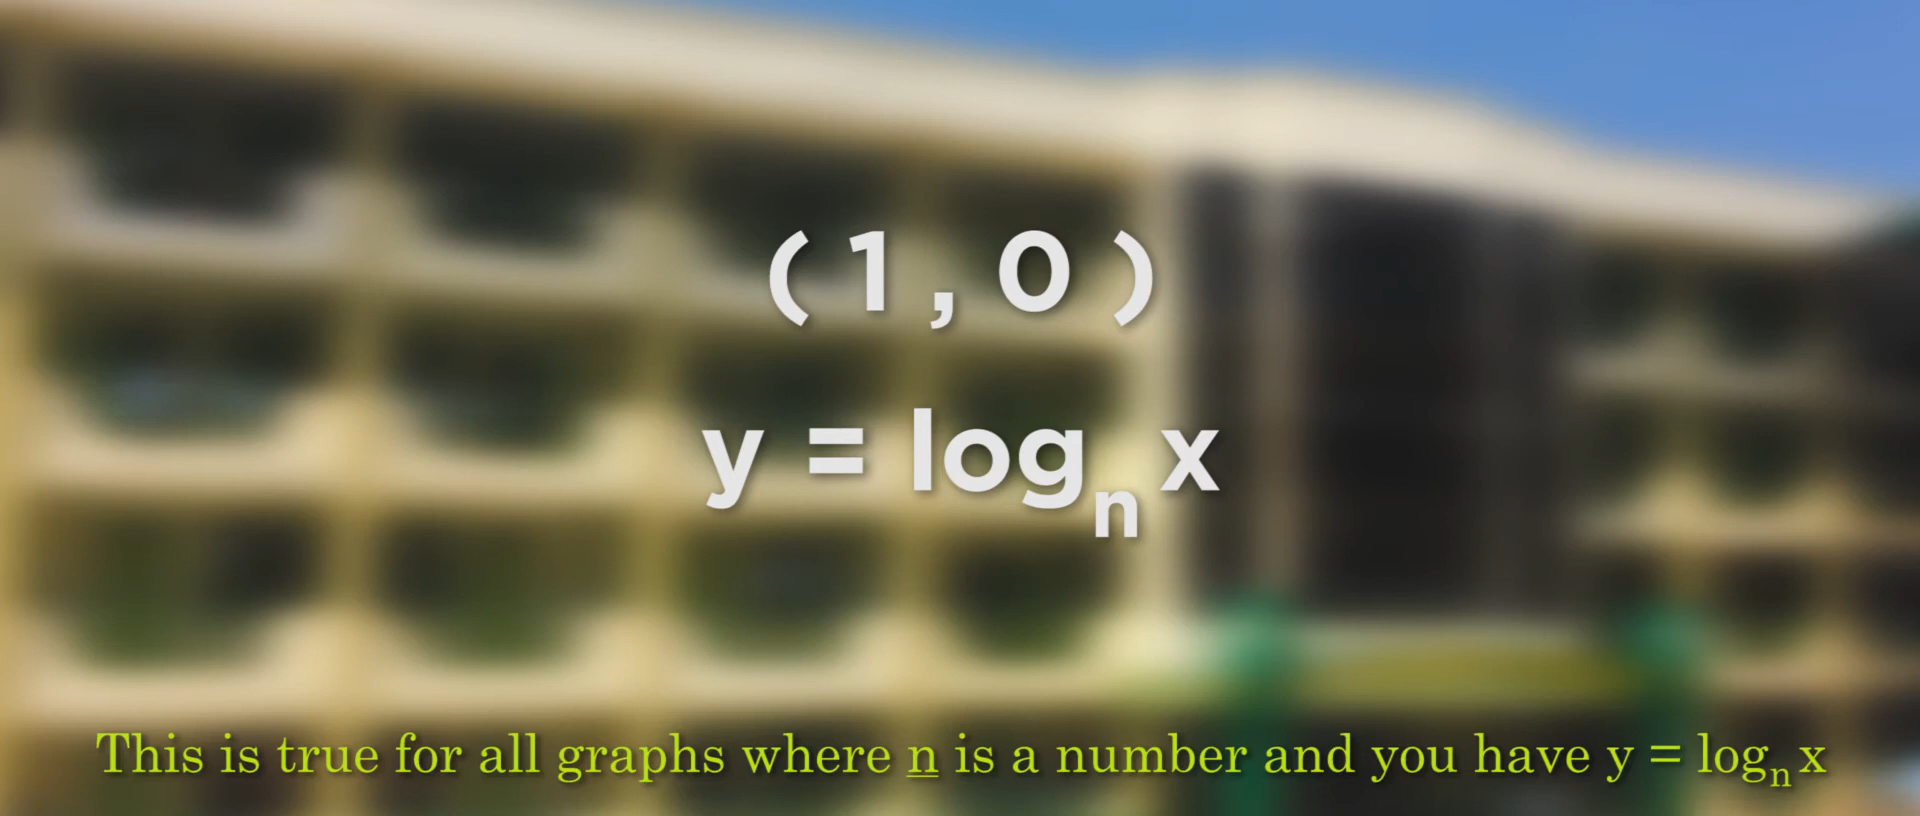 ( 1 , 0 )
y = logₙ x
This is true for all graphs where n is a number and you have y = logₙ x